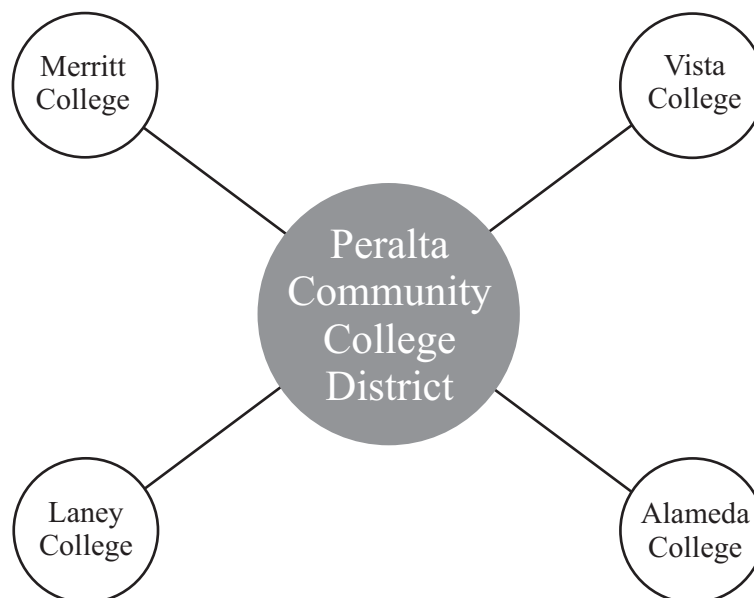 Merritt
College
Vista
College
Peralta
Community
College
District
Laney
College
Alameda
College